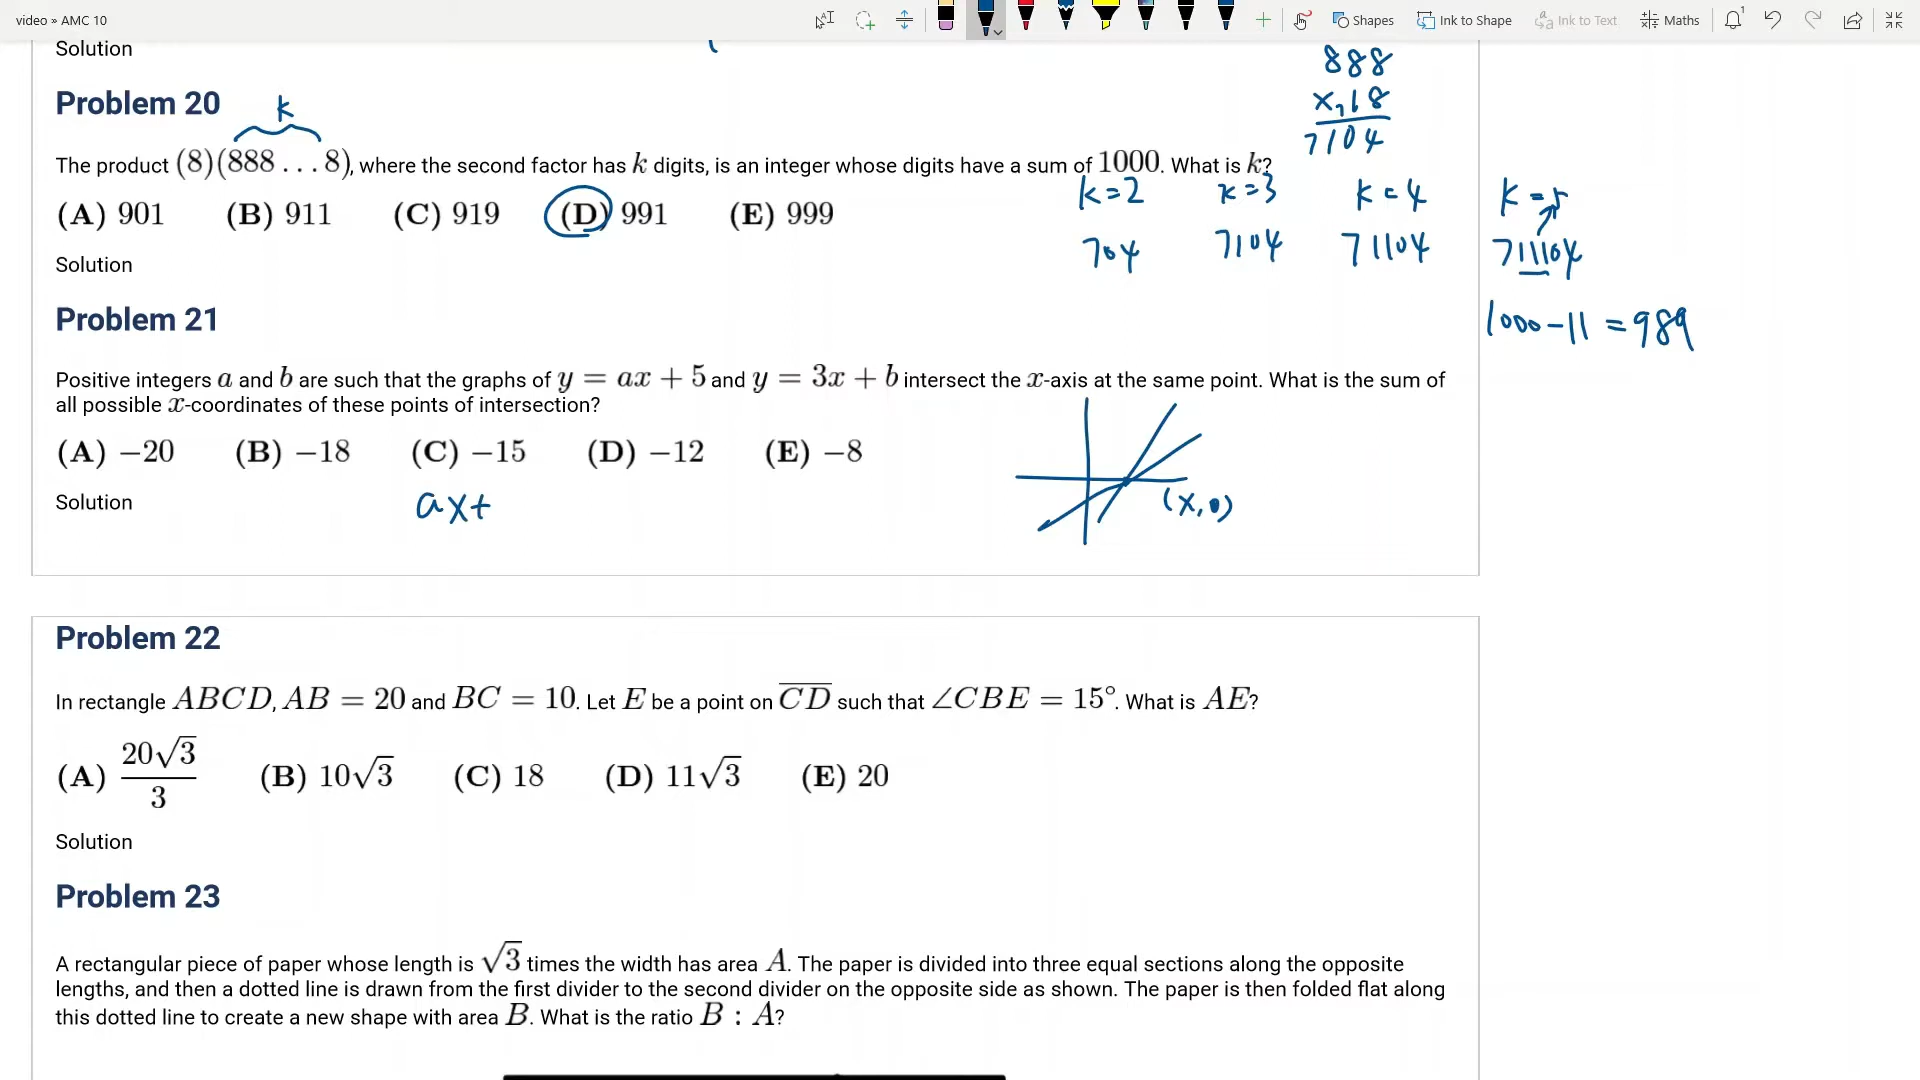 video » AMC 10
Shapes Ink to Shape Ink to Text Maths
Solution
888
Problem 20
k
x 8
7104
The product (8)(888 . . . 8), where the second factor has k digits, is an integer whose digits have a sum of 1000. What is k?
k=2 k=3 k=4 k=5
(A) 901 (B) 911 (C) 919 (D) 991 (E) 999
704 7104 71104 711104
Solution
Problem 21
1000-11=989
Positive integers a and b are such that the graphs of y = ax + 5 and y = 3x + b intersect the x-axis at the same point. What is the sum of
all possible x-coordinates of these points of intersection?
(A) −20 (B) −18 (C) −15 (D) −12 (E) −8
Solution
ax+
(x,0)
Problem 22
In rectangle ABCD, AB = 20 and BC = 10. Let E be a point on CD such that ∠CBE = 15°. What is AE?
(A) 20√3/3 (B) 10√3 (C) 18 (D) 11√3 (E) 20
Solution
Problem 23
A rectangular piece of paper whose length is √3 times the width has area A. The paper is divided into three equal sections along the opposite
lengths, and then a dotted line is drawn from the first divider to the second divider on the opposite side as shown. The paper is then folded flat along
this dotted line to create a new shape with area B. What is the ratio B : A?